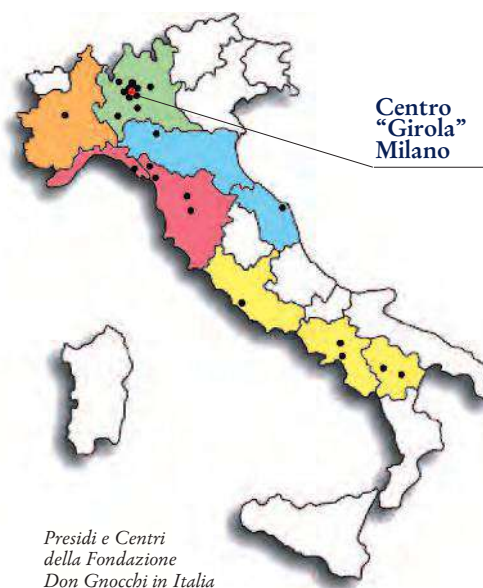 Centro
“Girola”
Milano
Presidi e Centri
della Fondazione
Don Gnocchi in Italia